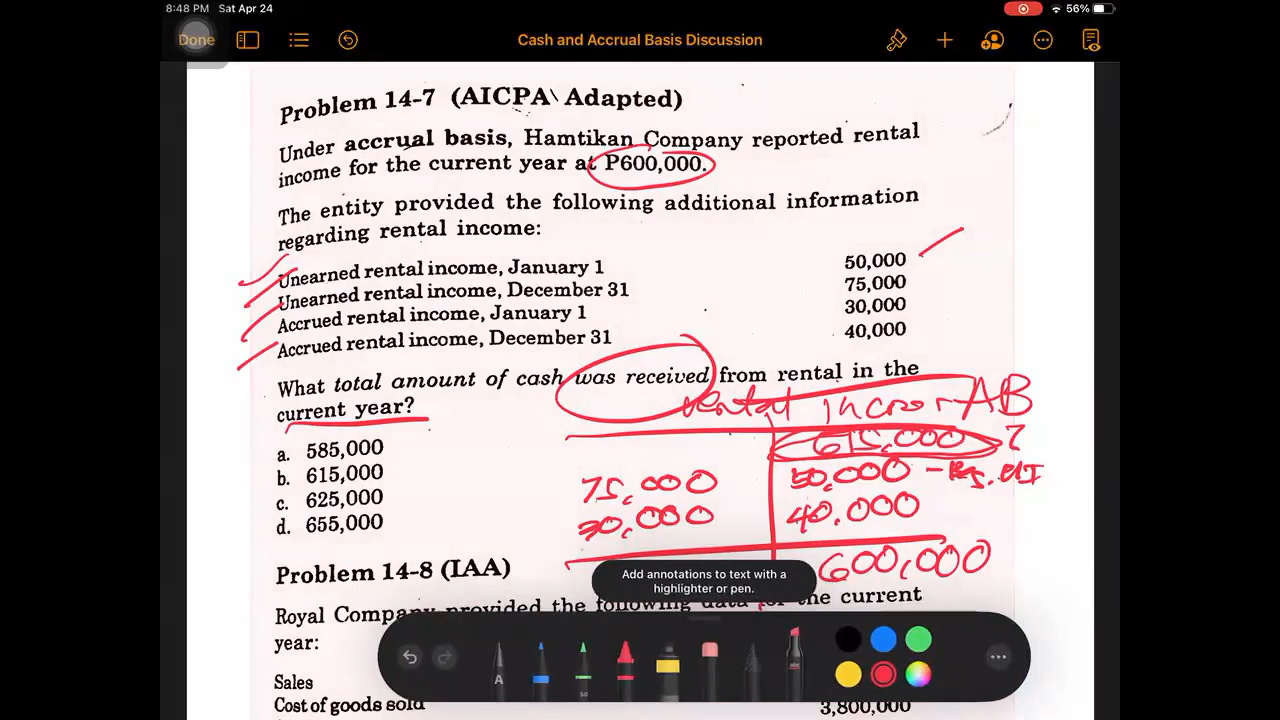 8:48 PM Sat Apr 24
56%
Done
Cash and Accrual Basis Discussion
Problem 14-7 (AICPA Adapted)
Under accrual basis, Hamtikan Company reported rental
income for the current year at P600,000.
The entity provided the following additional information
regarding rental income:
Unearned rental income, January 1 50,000
Unearned rental income, December 31 75,000
Accrued rental income, January 1 30,000
Accrued rental income, December 31 40,000
What total amount of cash was received from rental in the
current year?
rental incom AB
a. 585,000
b. 615,000
c. 625,000
d. 655,000
615,000 ?
75,000 50,000 - Beg. UI
30,000 40,000
600,000
Problem 14-8 (IAA)
Add annotations to text with a
highlighter or pen.
Royal Company provided the following data for the current
year:
A
Sales
Cost of goods sold 3,800,000